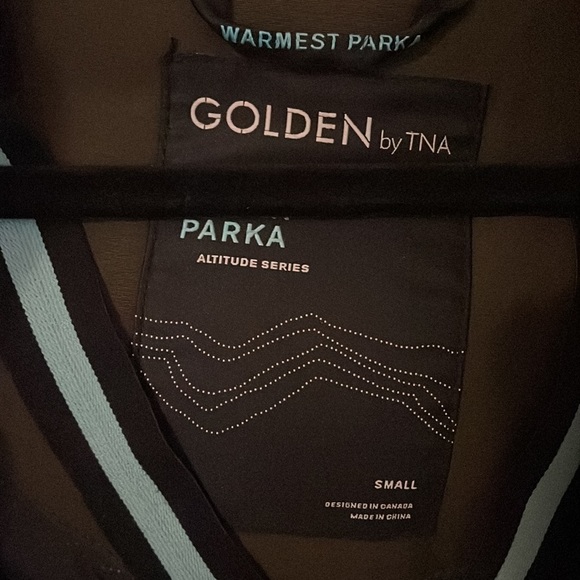 WARMEST PARKA
GOLDEN by TNA
PARKA
ALTITUDE SERIES
SMALL
DESIGNED IN CANADA
MADE IN CHINA